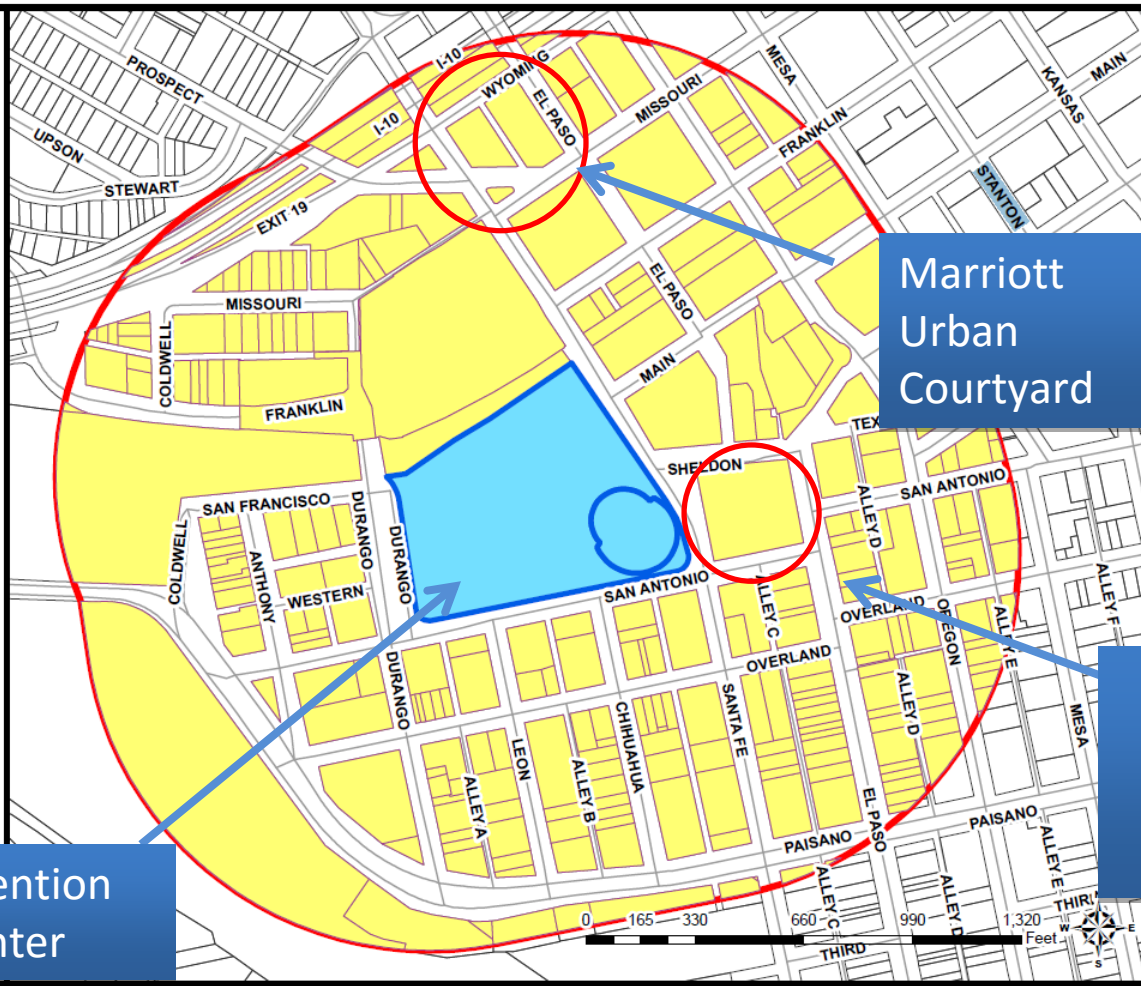 I-10
WYOMING
MESA
MAIN
PROSPECT
KANSAS
I-10
EL PASO
MISSOURI
FRANKLIN
UPSON
STEWART
STANTON
EXIT 19
Marriott
Urban
Courtyard
EL PASO
MISSOURI
COLDWELL
MAIN
FRANKLIN
TEX
SHELDON
SAN ANTONIO
SAN FRANCISCO
DURANGO
ALLEY D
DURANGO
COLDWELL
ANTHONY
WESTERN
SAN ANTONIO
ALLEY C
OVERLAND
OREGON
ALLEY E
ALLEY F
OVERLAND
DURANGO
ALLEY D
SANTA FE
CHIHUAHUA
MESA
LEON
ALLEY A
ALLEY B
EL PASO
PAISANO
PAISANO
ALLEY E
ention
nter
ALLEY C
ALLEY D
THIRD
THIR
0 165 330 660 990 1,320
Feet
N
W
E
S